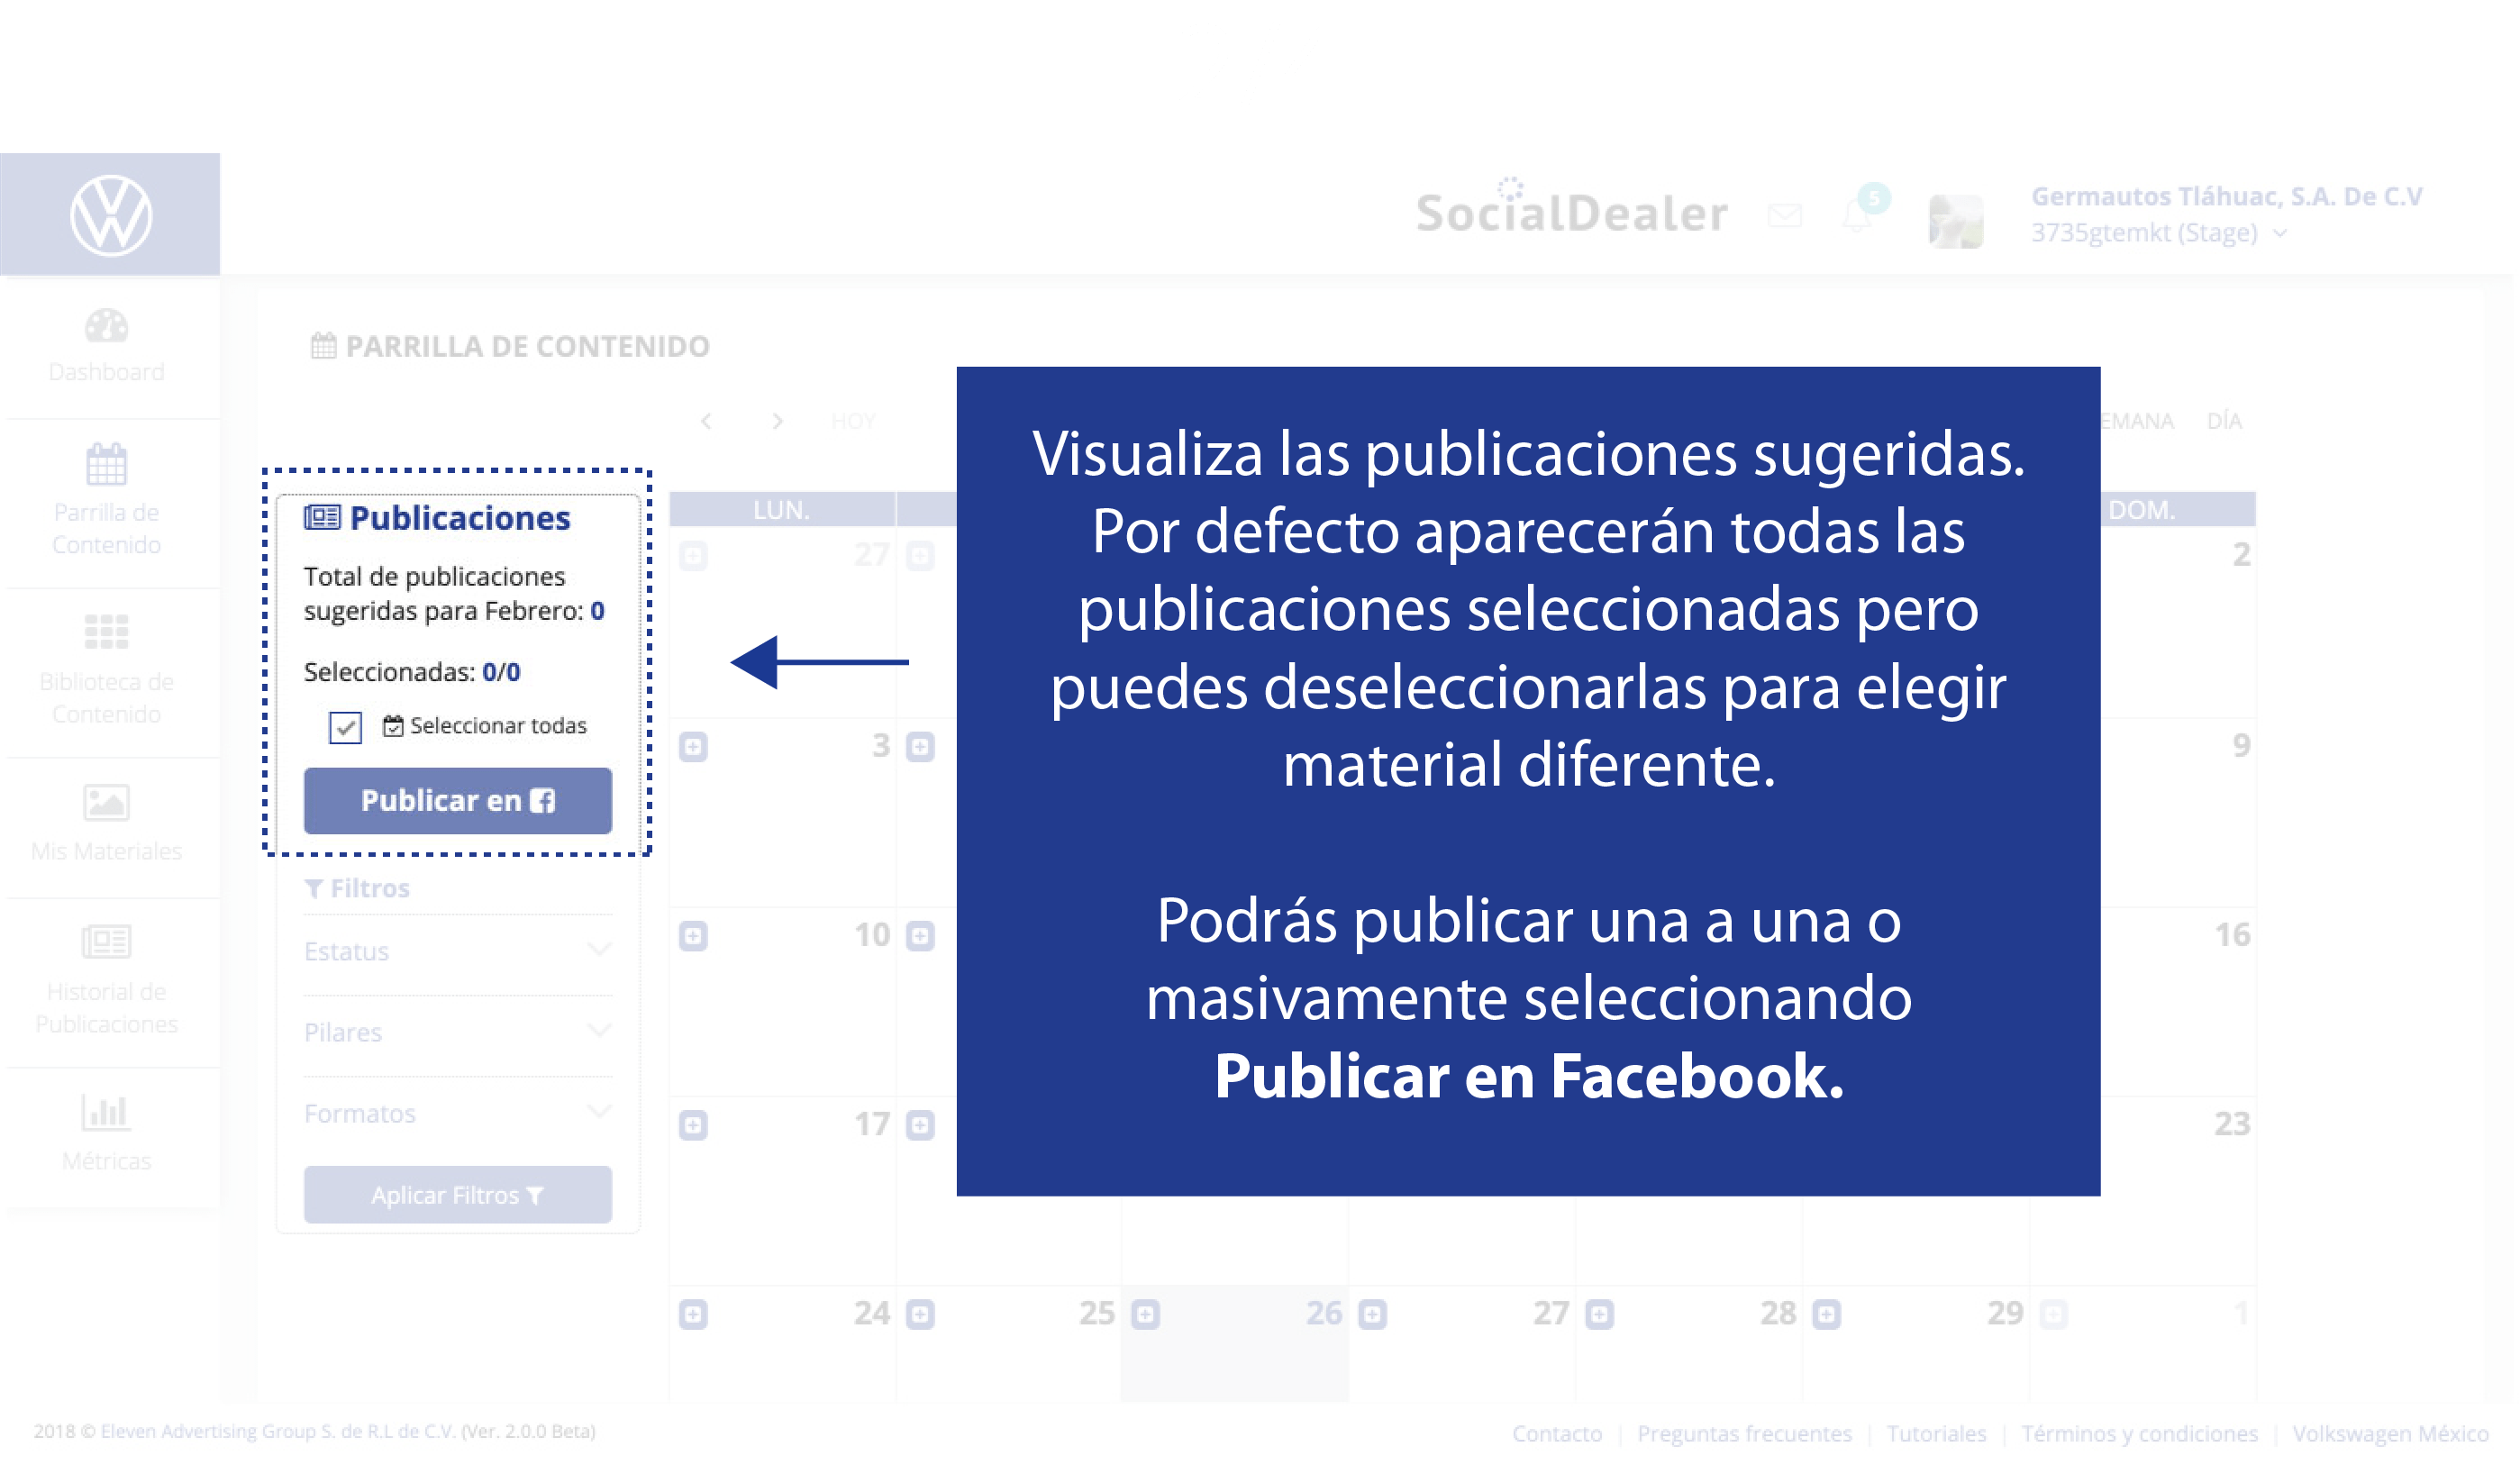 SocialDealer
5
Germautos Tláhuac, S.A. De C.V
3735gtemkt (Stage)
Dashboard
Parrilla de
Contenido
Biblioteca de
Contenido
Mis Materiales
Historial de
Publicaciones
Métricas
PARRILLA DE CONTENIDO
HOY
EMANA DÍA
Publicaciones
Total de publicaciones
sugeridas para Febrero: 0
Seleccionadas: 0/0
Seleccionar todas
Publicar en
Filtros
Estatus
Pilares
Formatos
Aplicar Filtros
LUN.
DOM.
27
2
3
9
10
16
17
23
24 25 26 27 28 29 1
Visualiza las publicaciones sugeridas.
Por defecto aparecerán todas las
publicaciones seleccionadas pero
puedes deseleccionarlas para elegir
material diferente.
Podrás publicar una a una o
masivamente seleccionando
Publicar en Facebook.
2018 © Eleven Advertising Group S. de R.L de C.V. (Ver. 2.0.0 Beta)
Contacto | Preguntas frecuentes | Tutoriales | Términos y condiciones | Volkswagen México